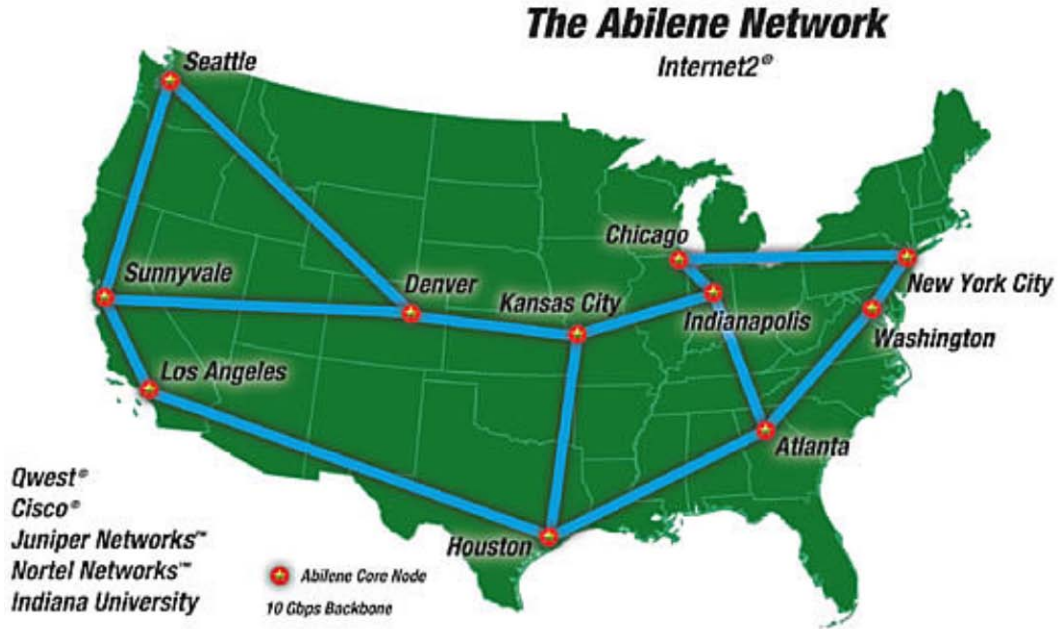 The Abilene Network
Internet2®
Seattle
Chicago
Sunnyvale
Denver
Kansas City
New York City
Indianapolis
Washington
Los Angeles
Atlanta
Qwest®
Cisco®
Juniper Networks™
Nortel Networks™
Indiana University
Houston
Abilene Core Node
10 Gbps Backbone